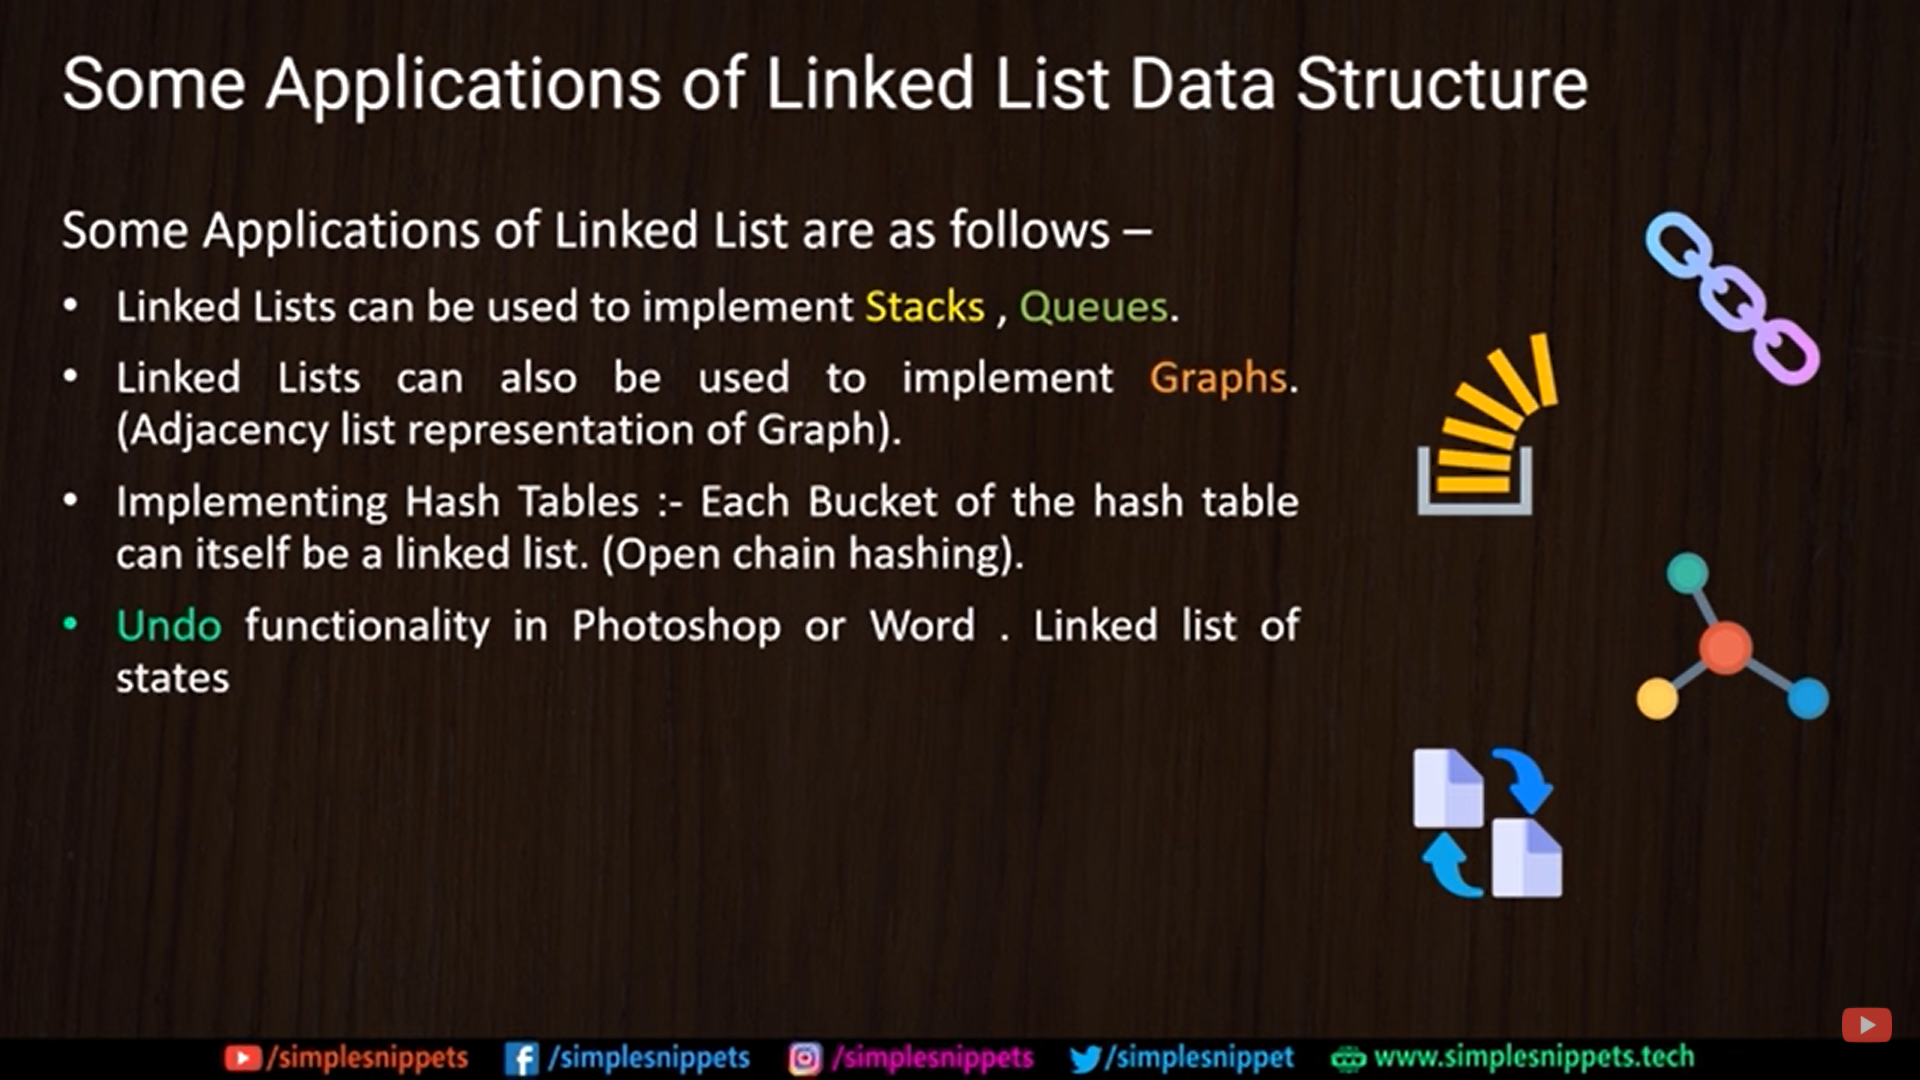 Some Applications of Linked List Data Structure
Some Applications of Linked List are as follows –
• Linked Lists can be used to implement Stacks , Queues.
• Linked Lists can also be used to implement Graphs.
(Adjacency list representation of Graph).
• Implementing Hash Tables :- Each Bucket of the hash table
can itself be a linked list. (Open chain hashing).
• Undo functionality in Photoshop or Word . Linked list of
states
/simplesnippets /simplesnippets /simplesnippets /simplesnippet www.simplesnippets.tech